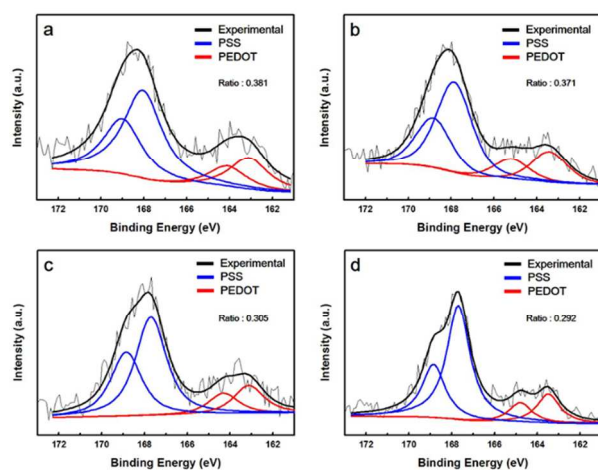 a
Experimental
PSS
PEDOT
Ratio : 0.381
Intensity (a.u.)
172 170 168 166 164 162
Binding Energy (eV)
b
Experimental
PSS
PEDOT
Ratio : 0.371
Intensity (a.u.)
172 170 168 166 164 162
Binding Energy (eV)
c
Experimental
PSS
PEDOT
Ratio : 0.305
Intensity (a.u.)
172 170 168 166 164 162
Binding Energy (eV)
d
Experimental
PSS
PEDOT
Ratio : 0.292
Intensity (a.u.)
172 170 168 166 164 162
Binding Energy (eV)